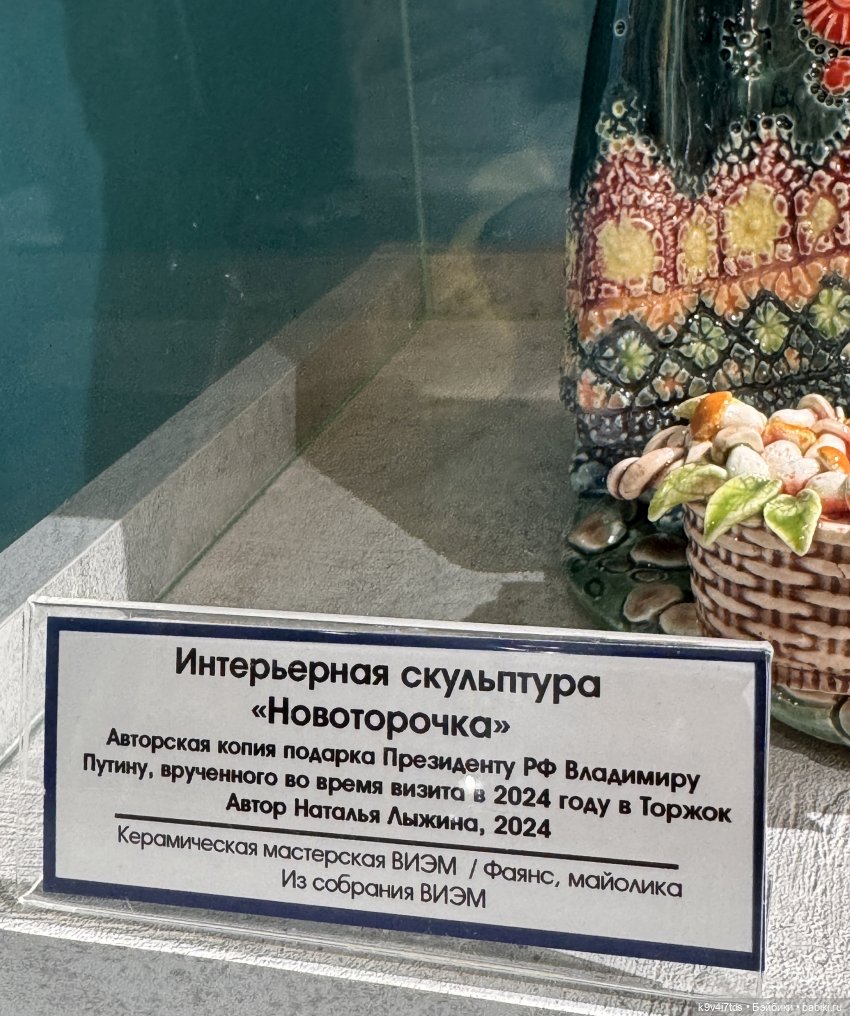 Интерьерная скульптура
«Новоторочка»
Авторская копия подарка Президенту РФ Владимиру
Путину, врученного во время визита в 2024 году в Торжок
Автор Наталья Лыжина, 2024
Керамическая мастерская ВИЭМ / Фаянс, майолика
Из собрания ВИЭМ
k9v4i7tds • Бэйбики • babiki.ru